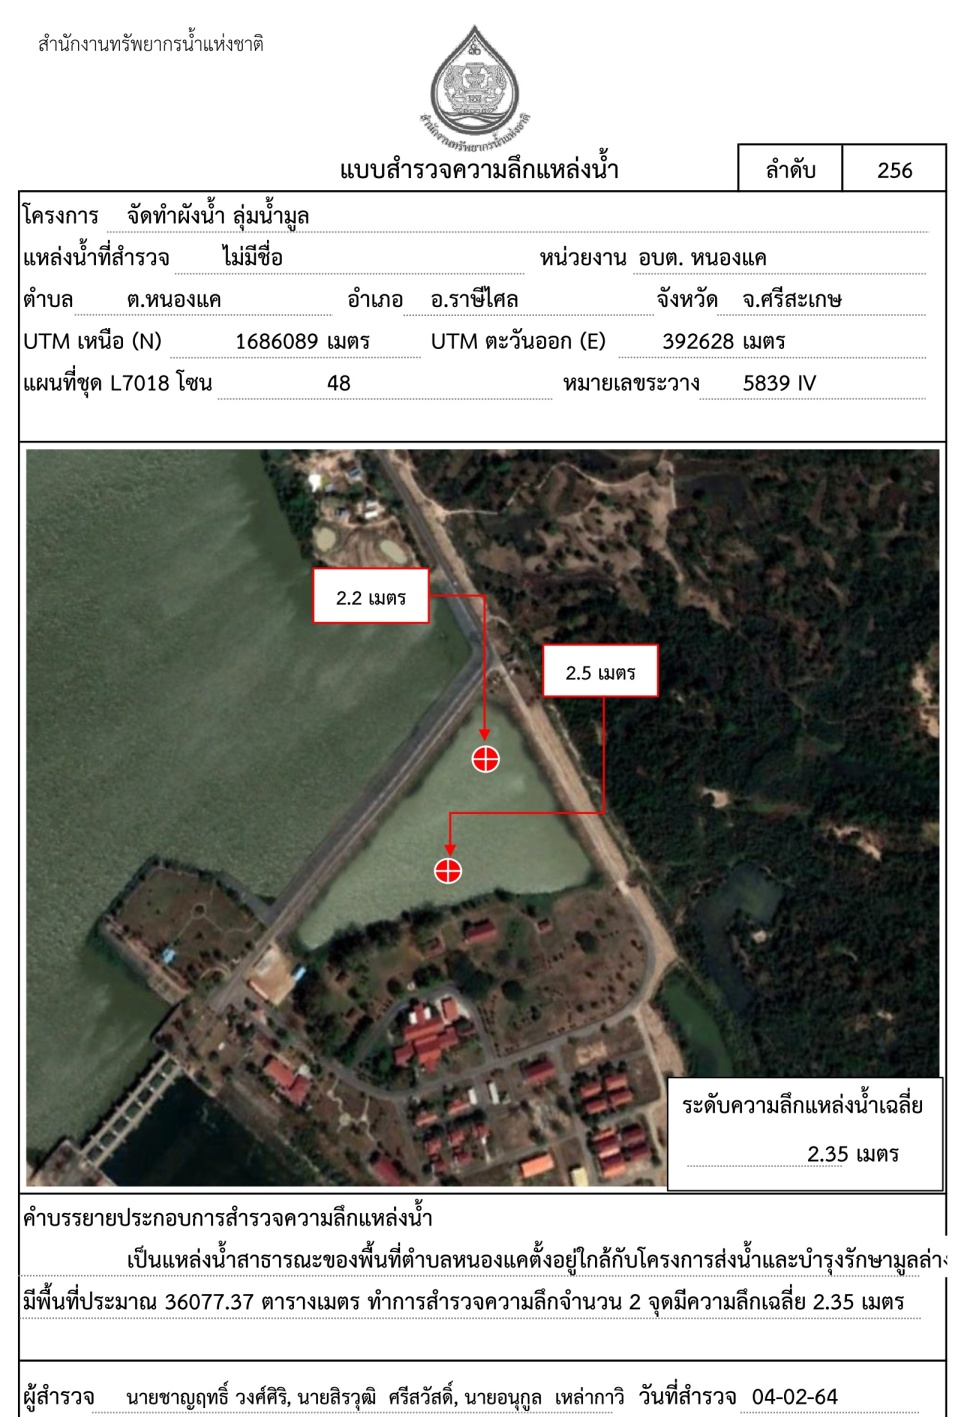 สำนักงานทรัพยากรน้ำแห่งชาติ
สำนักงานทรัพยากรน้ำแห่งชาติ
แบบสำรวจความลึกแหล่งน้ำ
ลำดับ 256
โครงการ จัดทำผังน้ำ ลุ่มน้ำมูล
แหล่งน้ำที่สำรวจ ไม่มีชื่อ หน่วยงาน อบต. หนองแค
ตำบล ต.หนองแค อำเภอ อ.ราษีไศล จังหวัด จ.ศรีสะเกษ
UTM เหนือ (N) 1686089 เมตร UTM ตะวันออก (E) 392628 เมตร
แผนที่ชุด L7018 โซน 48 หมายเลขระวาง 5839 IV
2.2 เมตร
2.5 เมตร
ระดับความลึกแหล่งน้ำเฉลี่ย
2.35 เมตร
คำบรรยายประกอบการสำรวจความลึกแหล่งน้ำ
เป็นแหล่งน้ำสาธารณะของพื้นที่ตำบลหนองแคตั้งอยู่ใกล้กับโครงการส่งน้ำและบำรุงรักษามูลล่าง
มีพื้นที่ประมาณ 36077.37 ตารางเมตร ทำการสำรวจความลึกจำนวน 2 จุดมีความลึกเฉลี่ย 2.35 เมตร
ผู้สำรวจ นายชาญฤทธิ์ วงศ์ศิริ, นายสิรวุฒิ ศรีสวัสดิ์, นายอนุกูล เหล่ากาวี วันที่สำรวจ 04-02-64